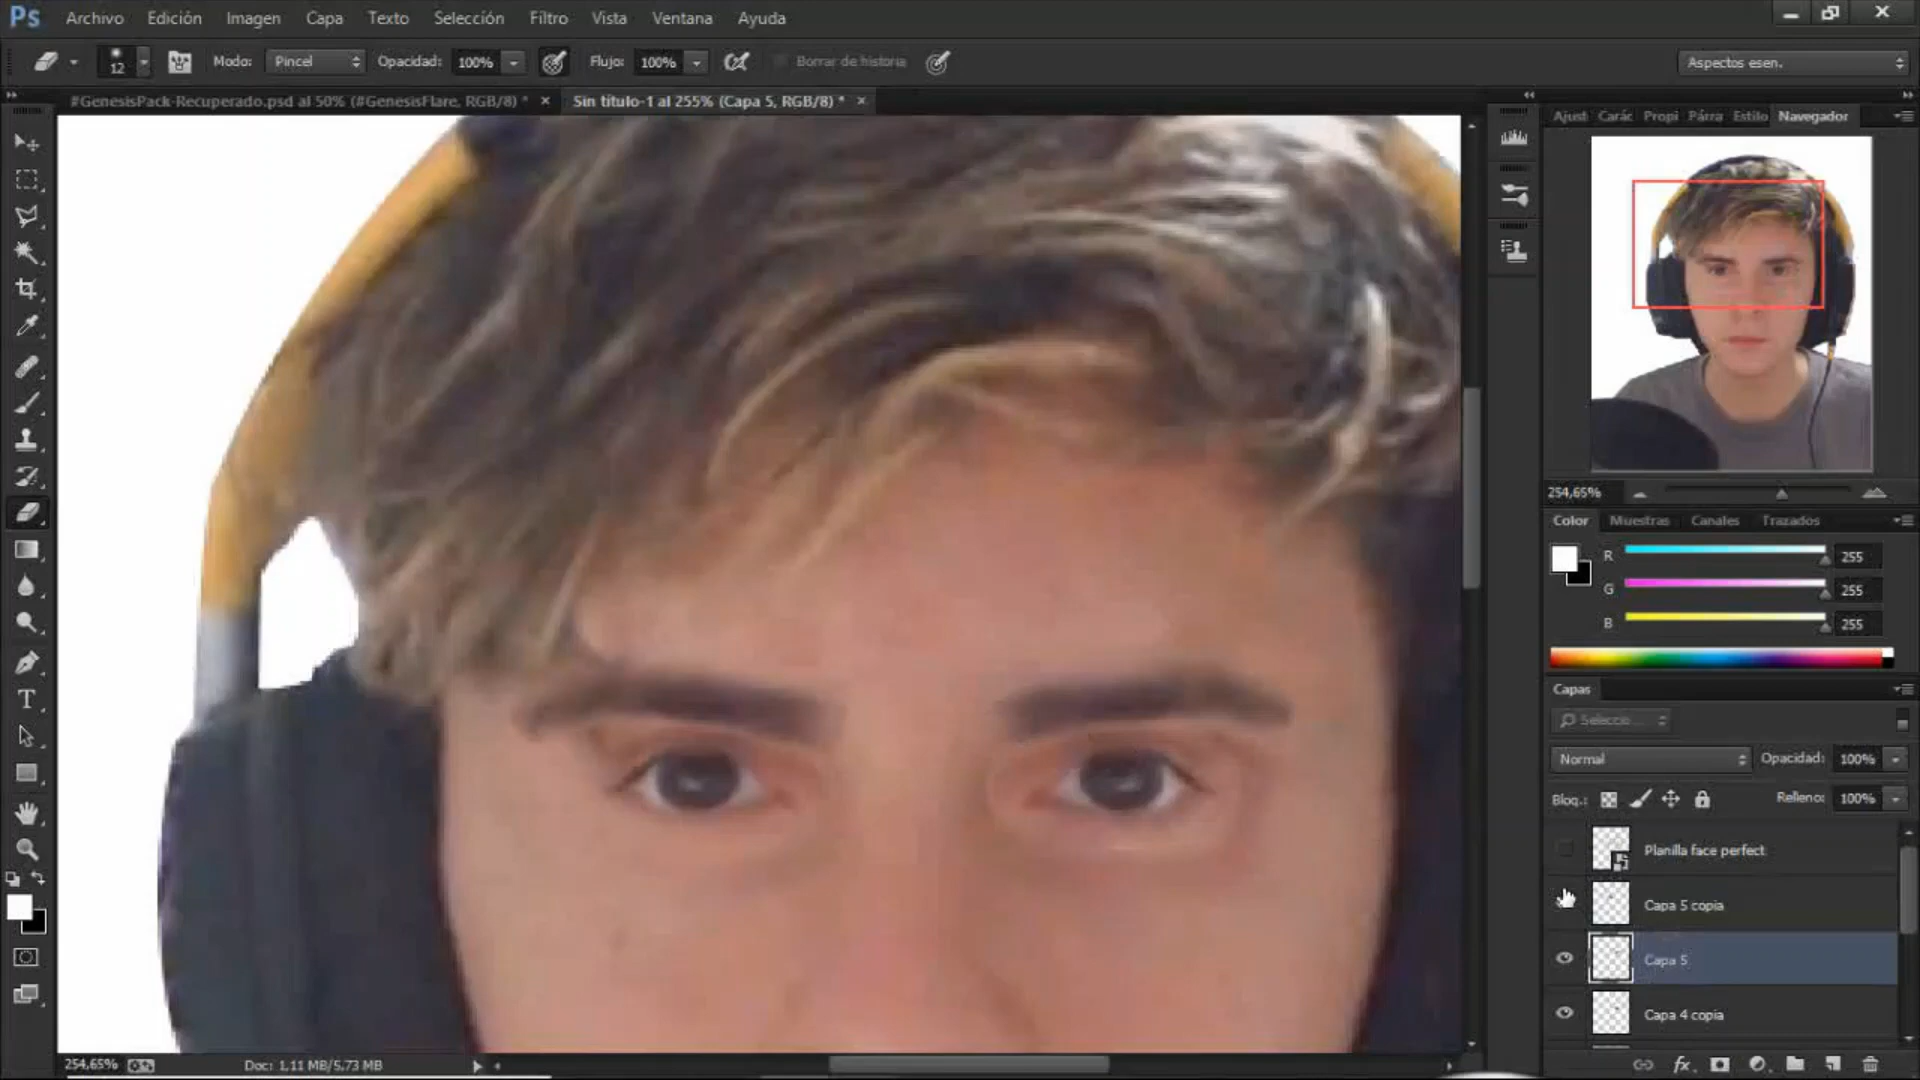 Ps Archivo Edición Imagen Capa Texto Selección Filtro Vista Ventana Ayuda
12 Modo: Pincel Opacidad: 100% Flujo: 100% Borrar de historia Aspectos esen.
#GenesisPack-Recuperado.psd al 50% (#GenesisFlare, RGB/8) * Sin título-1 al 255% (Capa 5, RGB/8) *
Ajust Carác Propi Párra Estilo Navegador
254,65%
Color Muestras Canales Trazados
R 255
G 255
B 255
Capas
Selecció...
Normal Opacidad: 100%
Bloq.: Relleno: 100%
Planilla face perfect
Capa 5 copia
Capa 5
Capa 4 copia
254,65% Doc: 1,11 MB/5,73 MB